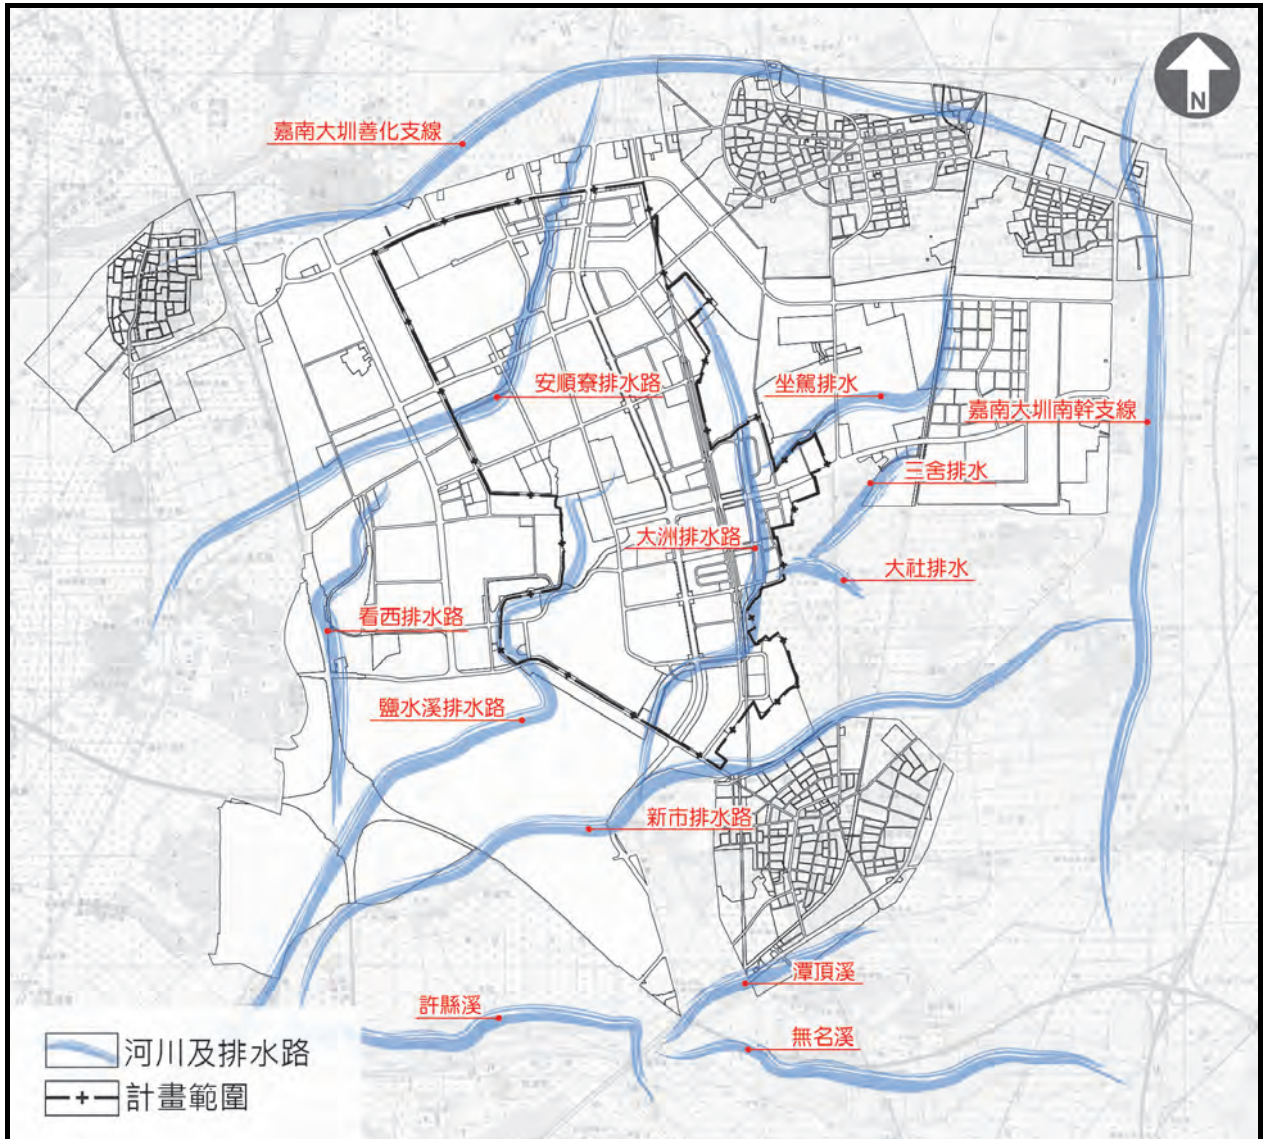 N
嘉南大圳善化支線
安順寮排水路
坐駕排水
嘉南大圳南幹支線
三舍排水
大洲排水路
大社排水
看西排水路
鹽水溪排水路
新市排水路
潭頂溪
許縣溪
無名溪
河川及排水路
計畫範圍